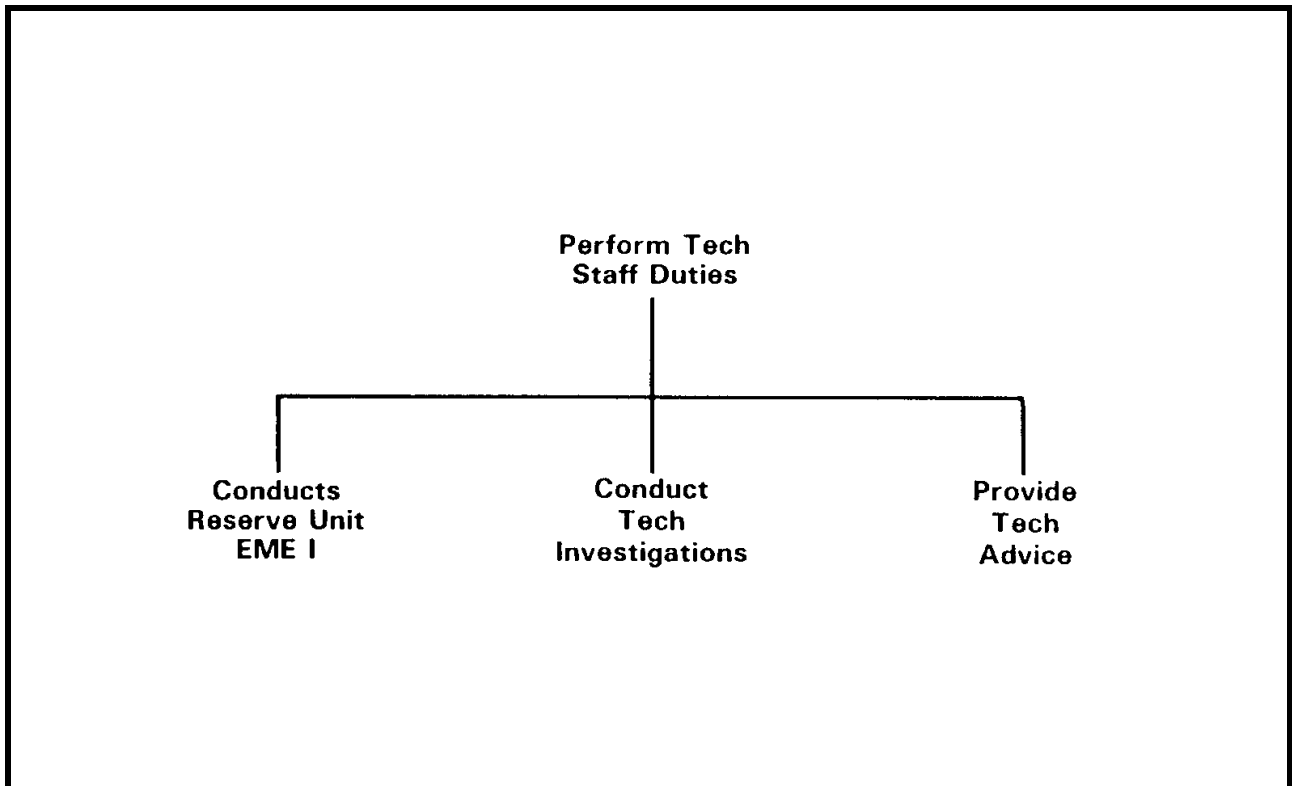 Perform Tech
Staff Duties
Conducts
Reserve Unit
EME I
Conduct
Tech
Investigations
Provide
Tech
Advice